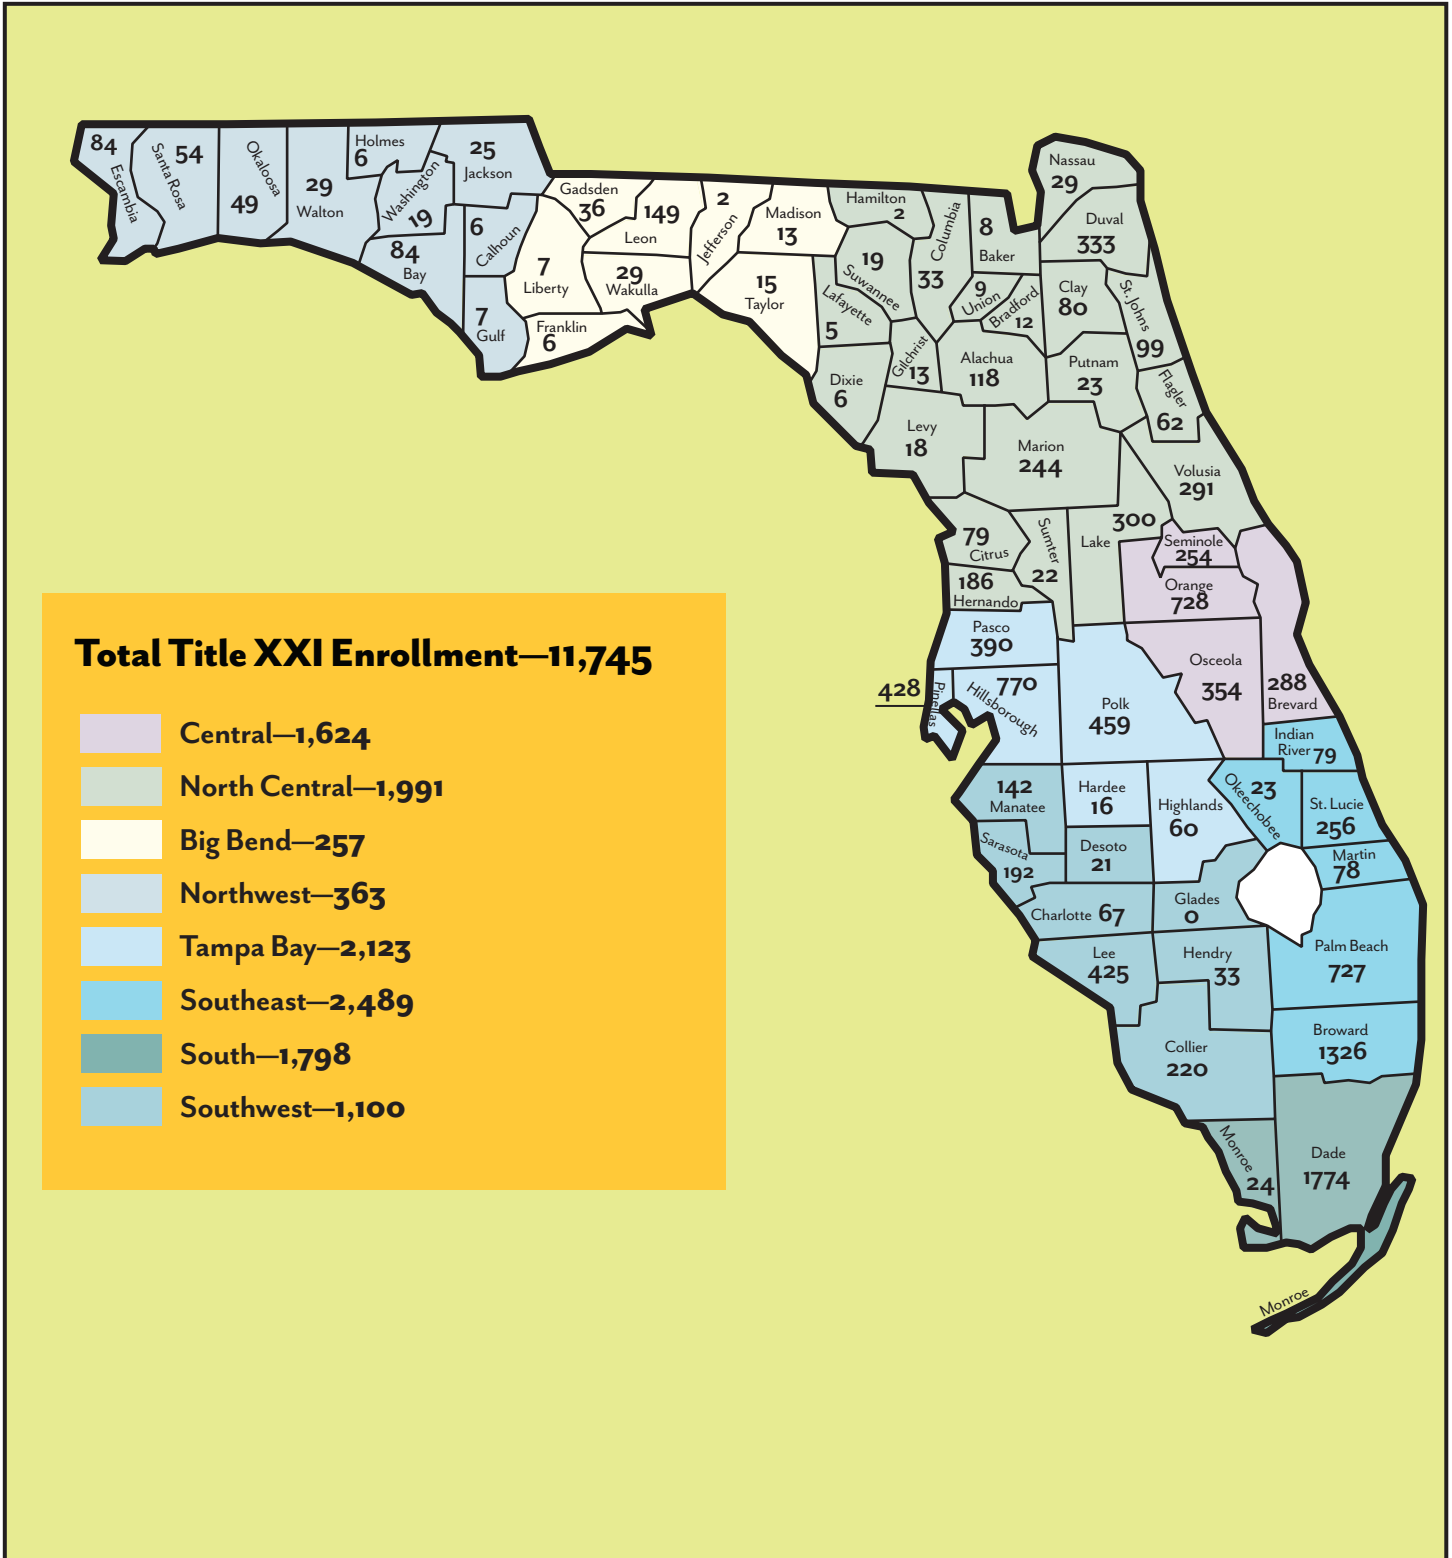 84
Escambia
Santa Rosa
54
Okaloosa
49
29
Walton
Holmes
6
Washington
19
25
Jackson
84
Bay
6
Calhoun
7
Gulf
Gadsden
36
149
Leon
7
Liberty
29
Wakulla
Franklin
6
2
Jefferson
Madison
13
15
Taylor
Hamilton
2
19
Suwannee
Lafayette
5
Columbia
33
8
Baker
Nassau
29
Duval
333
9
Union
Bradford
12
Clay
80
St. Johns
99
Gilchrist
13
Dixie
6
Alachua
118
Putnam
23
Flagler
62
Levy
18
Marion
244
Volusia
291
79
Citrus
Sumter
22
300
Lake
Seminole
254
186
Hernando
Orange
728
Pasco
390
Osceola
354
288
Brevard
428
Pinellas
770
Hillsborough
Polk
459
Indian
River 79
142
Manatee
Hardee
16
Highlands
60
23
Okeechobee
St. Lucie
256
Sarasota
192
Desoto
21
Martin
78
Charlotte 67
Glades
0
Lee
425
Hendry
33
Palm Beach
727
Collier
220
Broward
1326
Monroe
24
Dade
1774
Monroe
Total Title XXI Enrollment—11,745
Central—1,624
North Central—1,991
Big Bend—257
Northwest—363
Tampa Bay—2,123
Southeast—2,489
South—1,798
Southwest—1,100